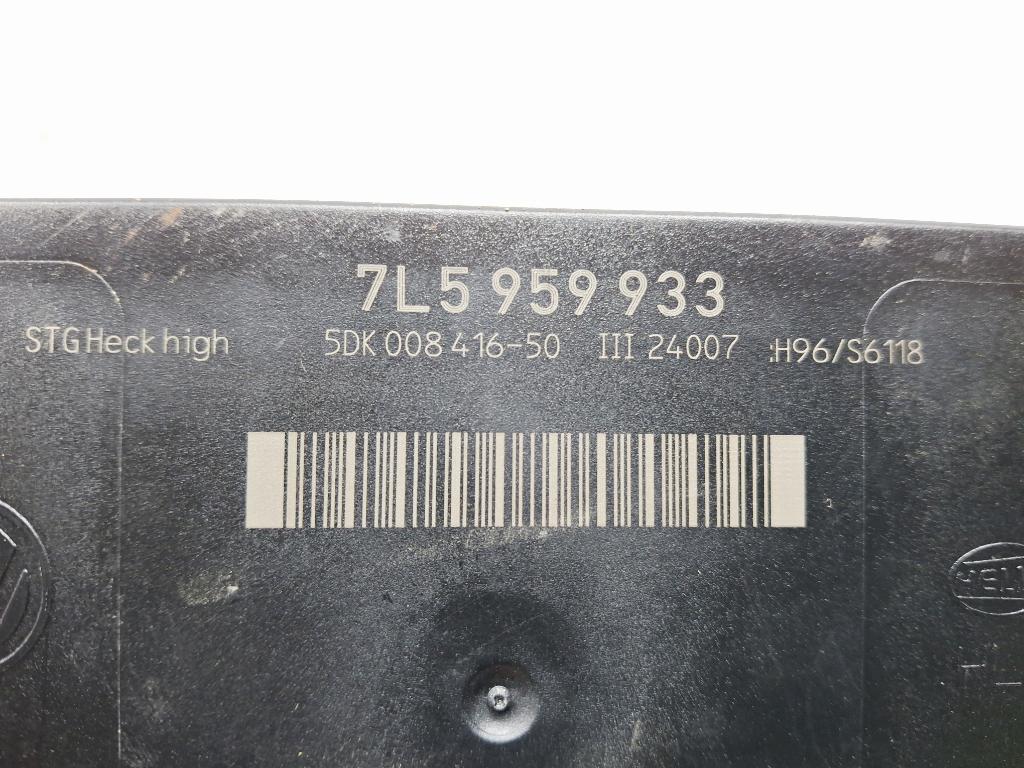 7L5 959 933
STG Heck high 5DK 008 416-50 III 24007 :H96/S6118